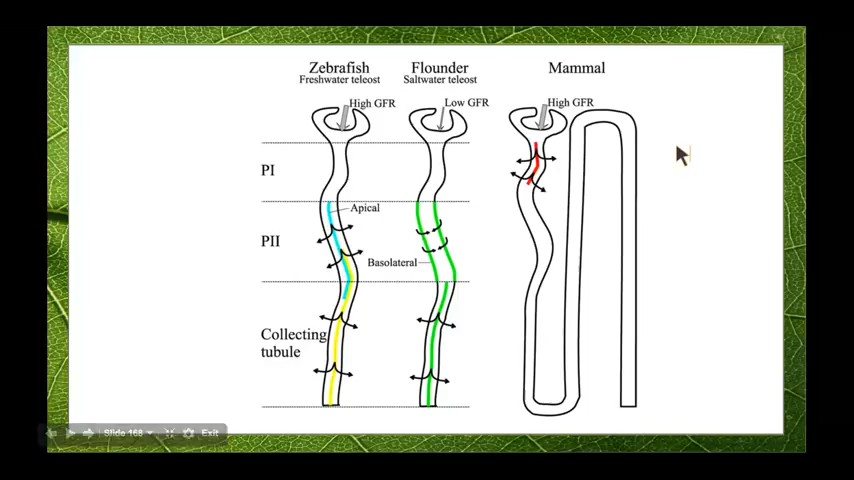 Zebrafish
Freshwater teleost
Flounder
Saltwater teleost
Mammal
High GFR
Low GFR
High GFR
PI
Apical
PII
Basolateral
Collecting
tubule
Slide 168
Exit